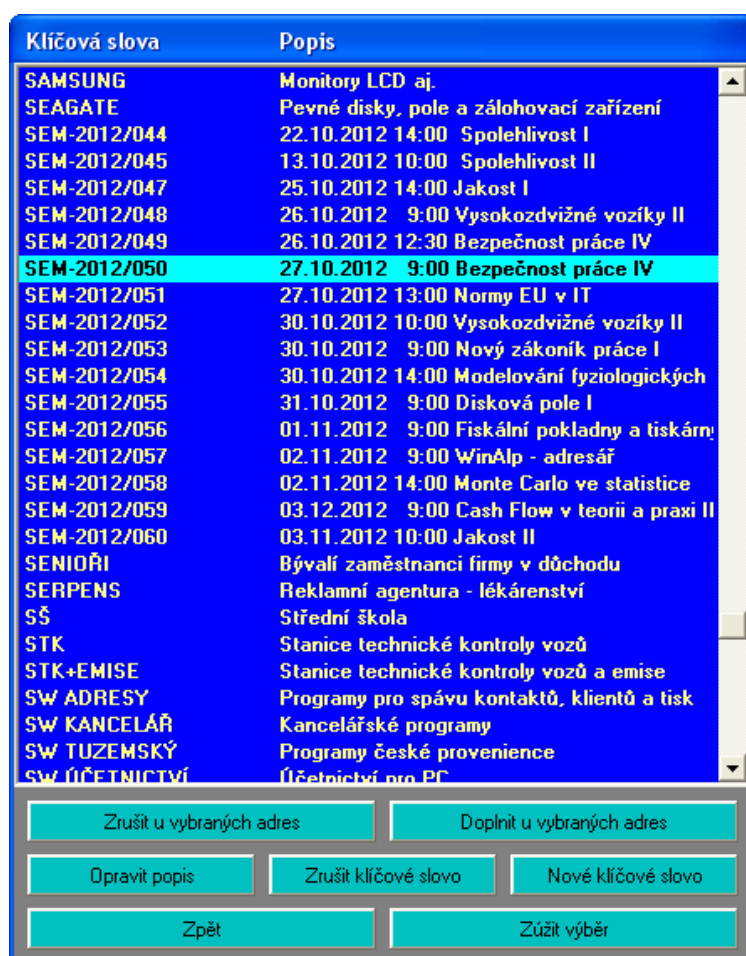 Klíčová slova Popis
SAMSUNG Monitory LCD aj.
SEAGATE Pevné disky, pole a zálohovací zařízení
SEM-2012/044 22.10.2012 14:00 Spolehlivost I
SEM-2012/045 13.10.2012 10:00 Spolehlivost II
SEM-2012/047 25.10.2012 14:00 Jakost I
SEM-2012/048 26.10.2012 9:00 Vysokozdvižné vozíky II
SEM-2012/049 26.10.2012 12:30 Bezpečnost práce IV
SEM-2012/050 27.10.2012 9:00 Bezpečnost práce IV
SEM-2012/051 27.10.2012 13:00 Normy EU v IT
SEM-2012/052 30.10.2012 10:00 Vysokozdvižné vozíky II
SEM-2012/053 30.10.2012 9:00 Nový zákoník práce I
SEM-2012/054 30.10.2012 14:00 Modelování fyziologických
SEM-2012/055 31.10.2012 9:00 Disková pole I
SEM-2012/056 01.11.2012 9:00 Fiskální pokladny a tiskárny
SEM-2012/057 02.11.2012 9:00 WinAlp - adresář
SEM-2012/058 02.11.2012 14:00 Monte Carlo ve statistice
SEM-2012/059 03.12.2012 9:00 Cash Flow v teorii a praxi II
SEM-2012/060 03.11.2012 10:00 Jakost II
SENIOŘI Bývalí zaměstnanci firmy v důchodu
SERPENS Reklamní agentura - lékárenství
SŠ Střední škola
STK Stanice technické kontroly vozů
STK+EMISE Stanice technické kontroly vozů a emise
SW ADRESY Programy pro spávu kontaktů, klientů a tisk
SW KANCELÁŘ Kancelářské programy
SW TUZEMSKÝ Programy české provenience
SW ÚČETNICTVÍ Účetnictví pro PC
Zrušit u vybraných adres Doplnit u vybraných adres
Opravit popis Zrušit klíčové slovo Nové klíčové slovo
Zpět Zúžit výběr